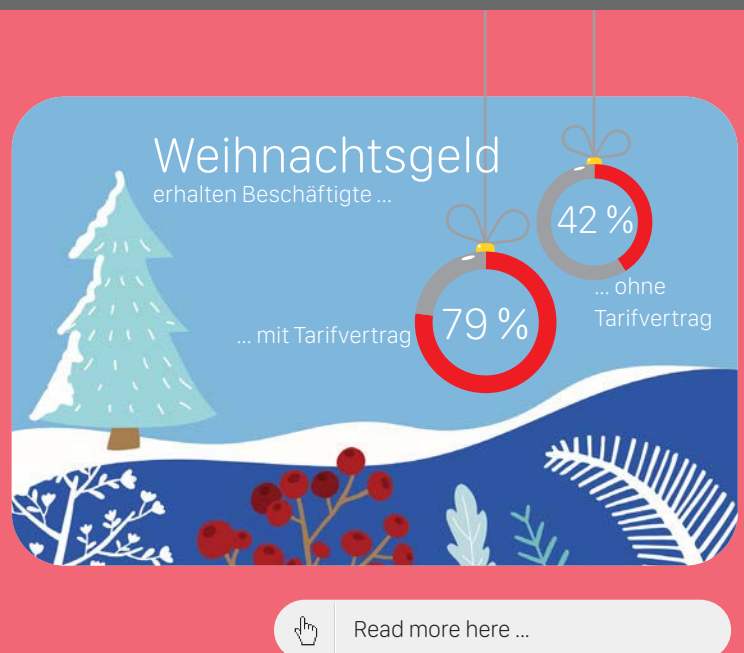 Weihnachtsgeld
erhalten Beschäftigte ...
42 %
... ohne
Tarifvertrag
... mit Tarifvertrag
79 %
Read more here ...